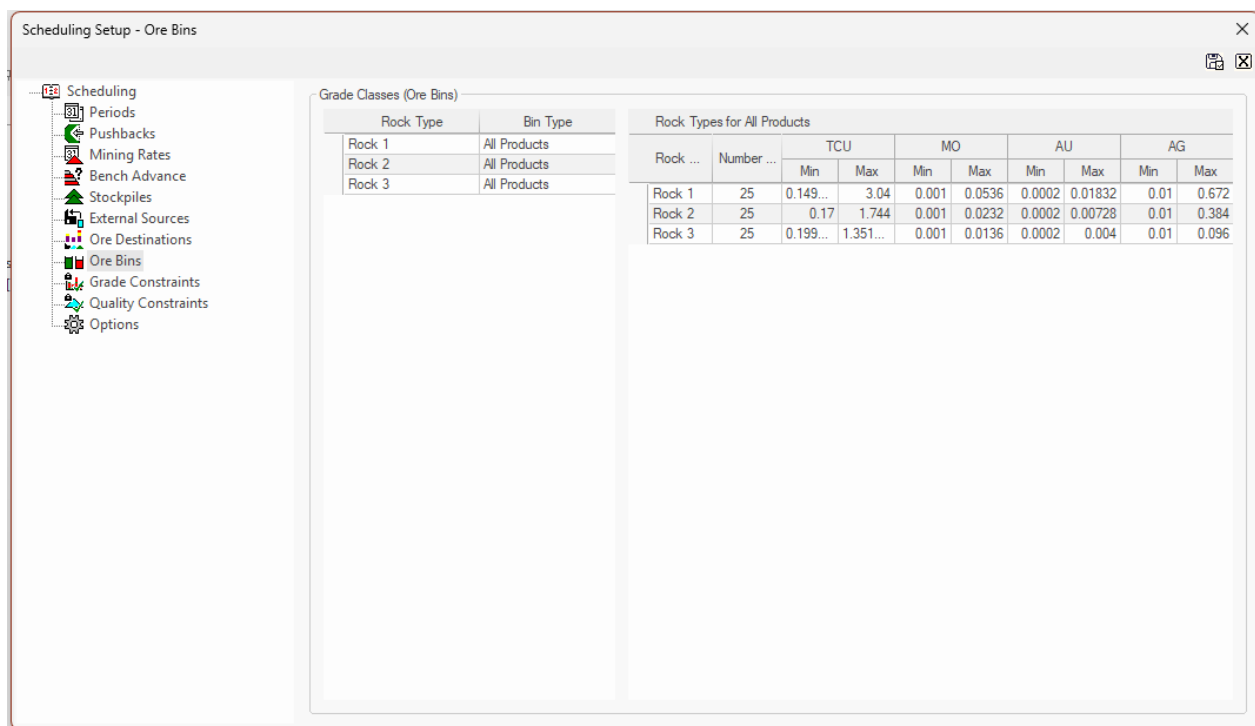 Scheduling Setup - Ore Bins
Scheduling
Periods
Pushbacks
Mining Rates
Bench Advance
Stockpiles
External Sources
Ore Destinations
Ore Bins
Grade Constraints
Quality Constraints
Options
Grade Classes (Ore Bins)
Rock Type Bin Type
Rock 1 All Products
Rock 2 All Products
Rock 3 All Products
Rock Types for All Products
Rock ... Number ... TCU MO AU AG
Min Max Min Max Min Max Min Max
Rock 1 25 0.149... 3.04 0.001 0.0536 0.0002 0.01832 0.01 0.672
Rock 2 25 0.17 1.744 0.001 0.0232 0.0002 0.00728 0.01 0.384
Rock 3 25 0.199... 1.351... 0.001 0.0136 0.0002 0.004 0.01 0.096